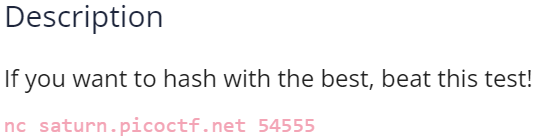 Description
If you want to hash with the best, beat this test!
nc saturn.picoctf.net 54555